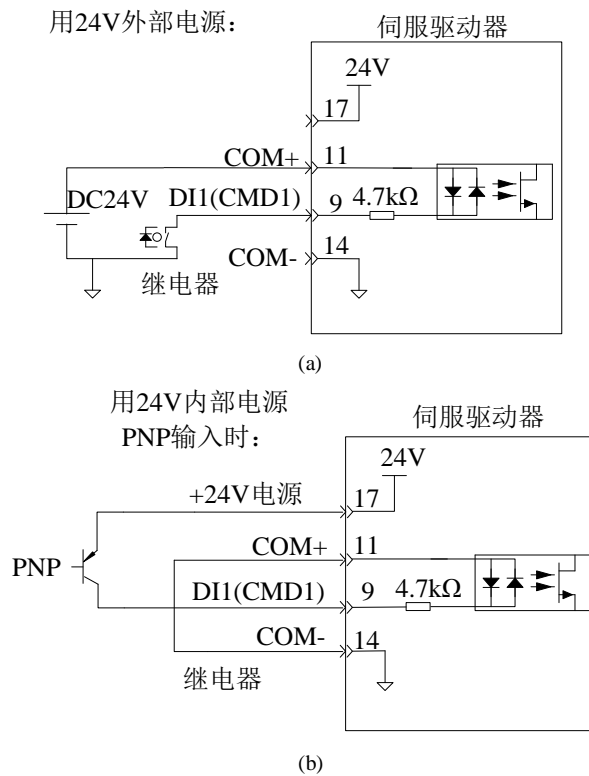 用24V外部电源：
伺服驱动器
24V
17
COM+
11
DC24V
DI1(CMD1)
9
4.7kΩ
COM-
14
继电器
(a)
用24V内部电源
PNP输入时：
伺服驱动器
24V
+24V电源
17
COM+
11
PNP
DI1(CMD1)
9
4.7kΩ
COM-
14
继电器
(b)